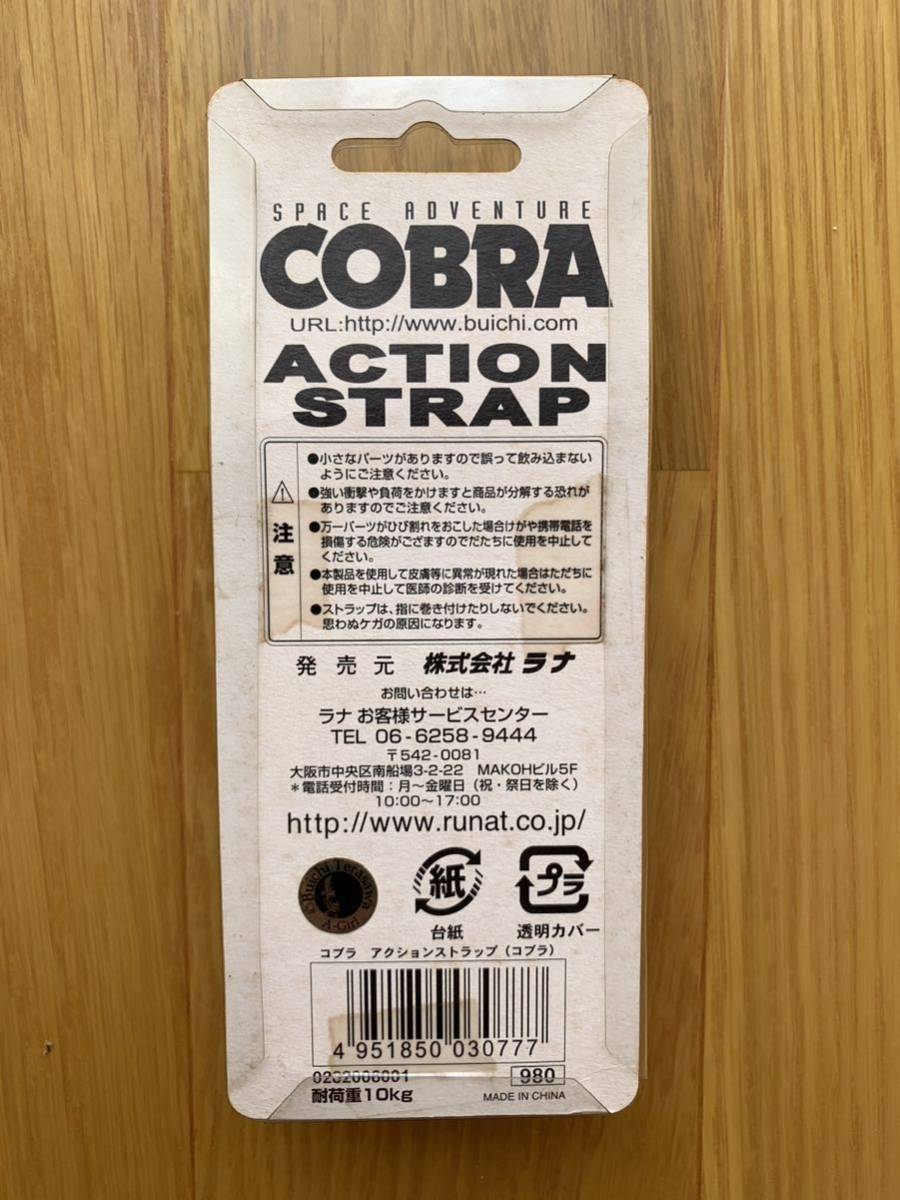 SPACE ADVENTURE
COBRA
URL:http://www.buichi.com
ACTION
STRAP
注意
●小さなパーツがありますので誤って飲み込まない
ようにご注意ください。
●強い衝撃や負荷をかけますと商品が分解する恐れが
ありますのでご注意ください。
●万一パーツがひび割れをおこした場合けがや携帯電話を
損傷する危険がござますのでだたちに使用を中止して
ください。
●本製品を使用して皮膚等に異常が現れた場合はただちに
使用を中止して医師の診断を受けてください。
●ストラップは、指に巻き付けたりしないでください。
思わぬケガの原因になります。
発売元 株式会社 ラナ
お問い合わせは…
ラナ お客様サービスセンター
TEL 06-6258-9444
〒542-0081
大阪市中央区南船場3-2-22 MAKOHビル5F
＊電話受付時間：月～金曜日（祝・祭日を除く）
10:00～17:00
http://www.runat.co.jp/
©Buichi Terasawa
A-Girl
紙
プラ
台紙
透明カバー
コブラ アクションストラップ（コブラ）
4 951850 030777
980
耐荷重10kg
MADE IN CHINA